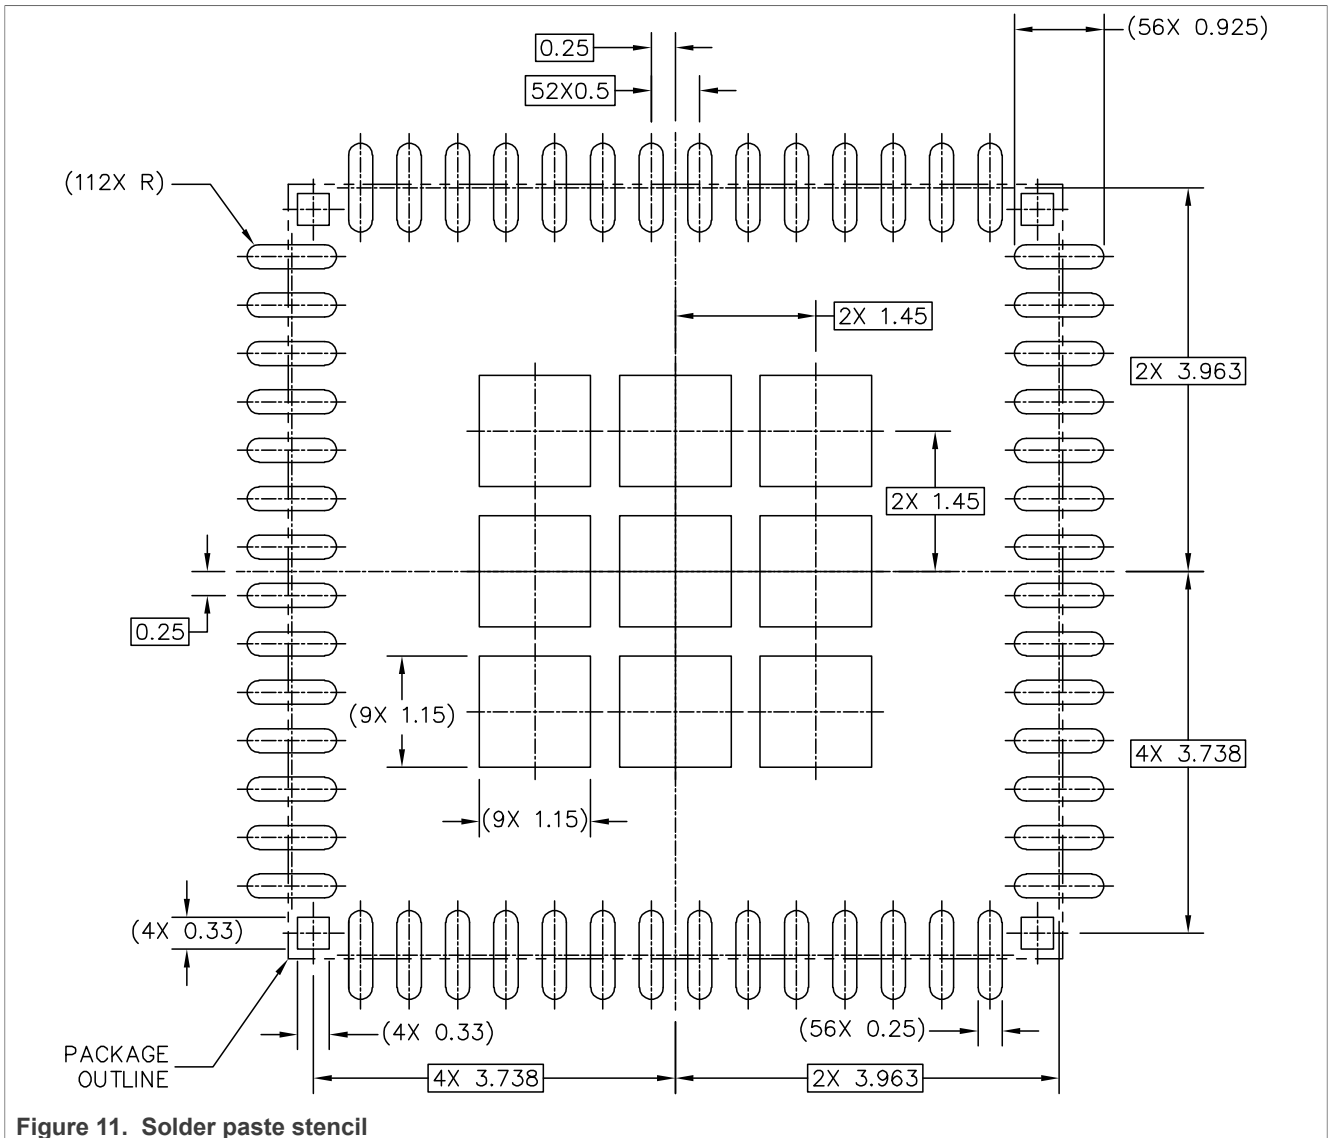 (56X 0.925)
0.25
52X0.5
(112X R)
2X 1.45
2X 3.963
2X 1.45
0.25
(9X 1.15)
4X 3.738
(9X 1.15)
(4X 0.33)
(4X 0.33)
(56X 0.25)
PACKAGE
OUTLINE
4X 3.738
2X 3.963
Figure 11. Solder paste stencil